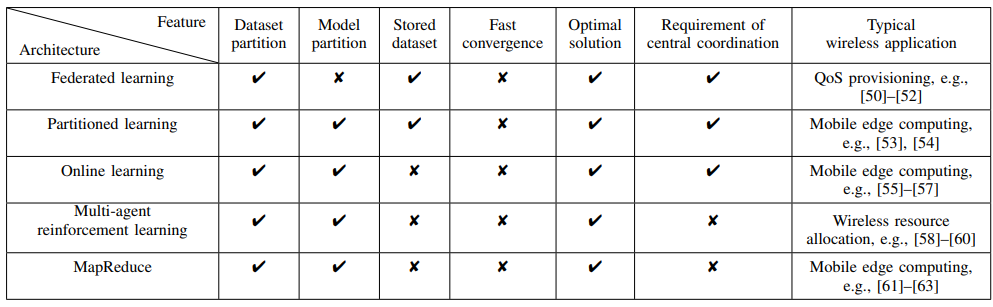 Feature
Architecture
Dataset partition
Model partition
Stored dataset
Fast convergence
Optimal solution
Requirement of central coordination
Typical wireless application
Federated learning ✔ ✘ ✔ ✘ ✔ ✔ QoS provisioning, e.g., [50]–[52]
Partitioned learning ✔ ✔ ✔ ✘ ✔ ✔ Mobile edge computing, e.g., [53], [54]
Online learning ✔ ✔ ✘ ✘ ✔ ✔ Mobile edge computing, e.g., [55]–[57]
Multi-agent reinforcement learning ✔ ✔ ✘ ✘ ✔ ✘ Wireless resource allocation, e.g., [58]–[60]
MapReduce ✔ ✔ ✘ ✘ ✔ ✘ Mobile edge computing, e.g., [61]–[63]